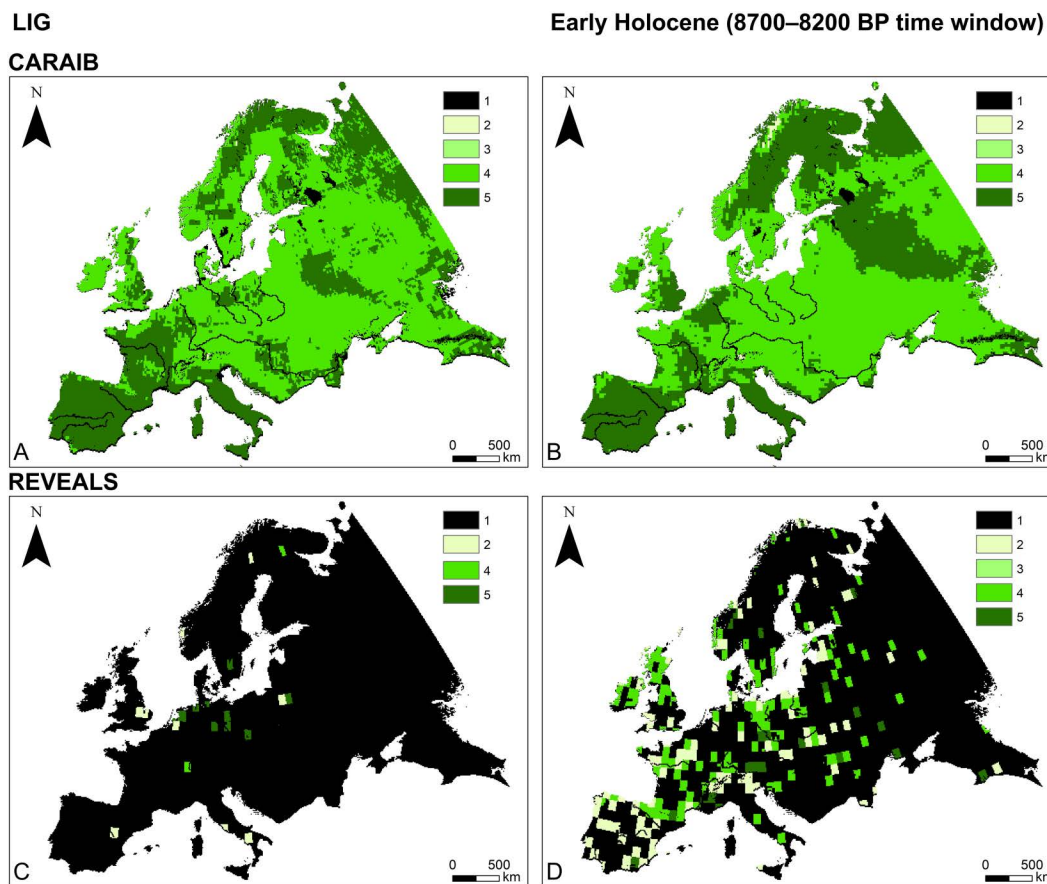 LIG Early Holocene (8700–8200 BP time window)
CARAIB
N 1 N 1
2 2
3 3
4 4
5 5
0 500 0 500
A km B km
REVEALS
N 1 N 1
2 2
4 3
5 4
5
0 500 0 500
C km D km